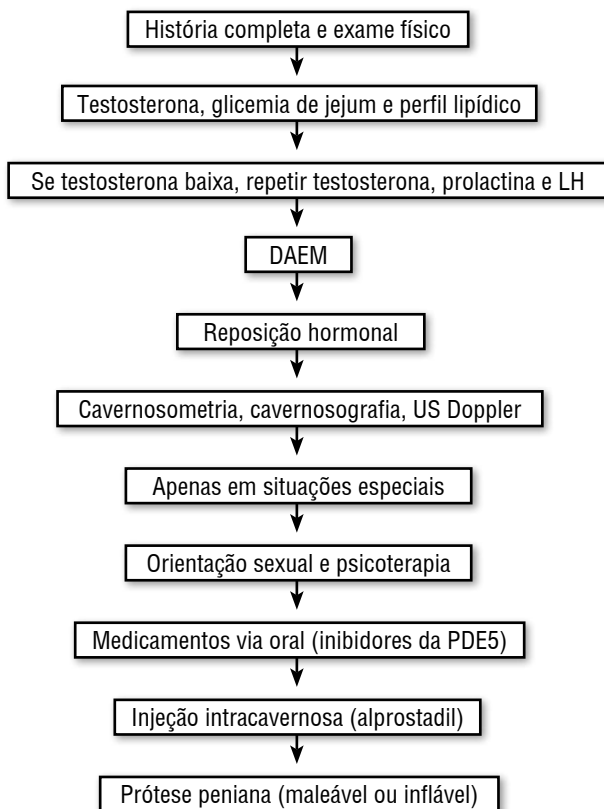 História completa e exame físico
Testosterona, glicemia de jejum e perfil lipídico
Se testosterona baixa, repetir testosterona, prolactina e LH
DAEM
Reposição hormonal
Cavernosometria, cavernosografia, US Doppler
Apenas em situações especiais
Orientação sexual e psicoterapia
Medicamentos via oral (inibidores da PDE5)
Injeção intracavernosa (alprostadil)
Prótese peniana (maleável ou inflável)